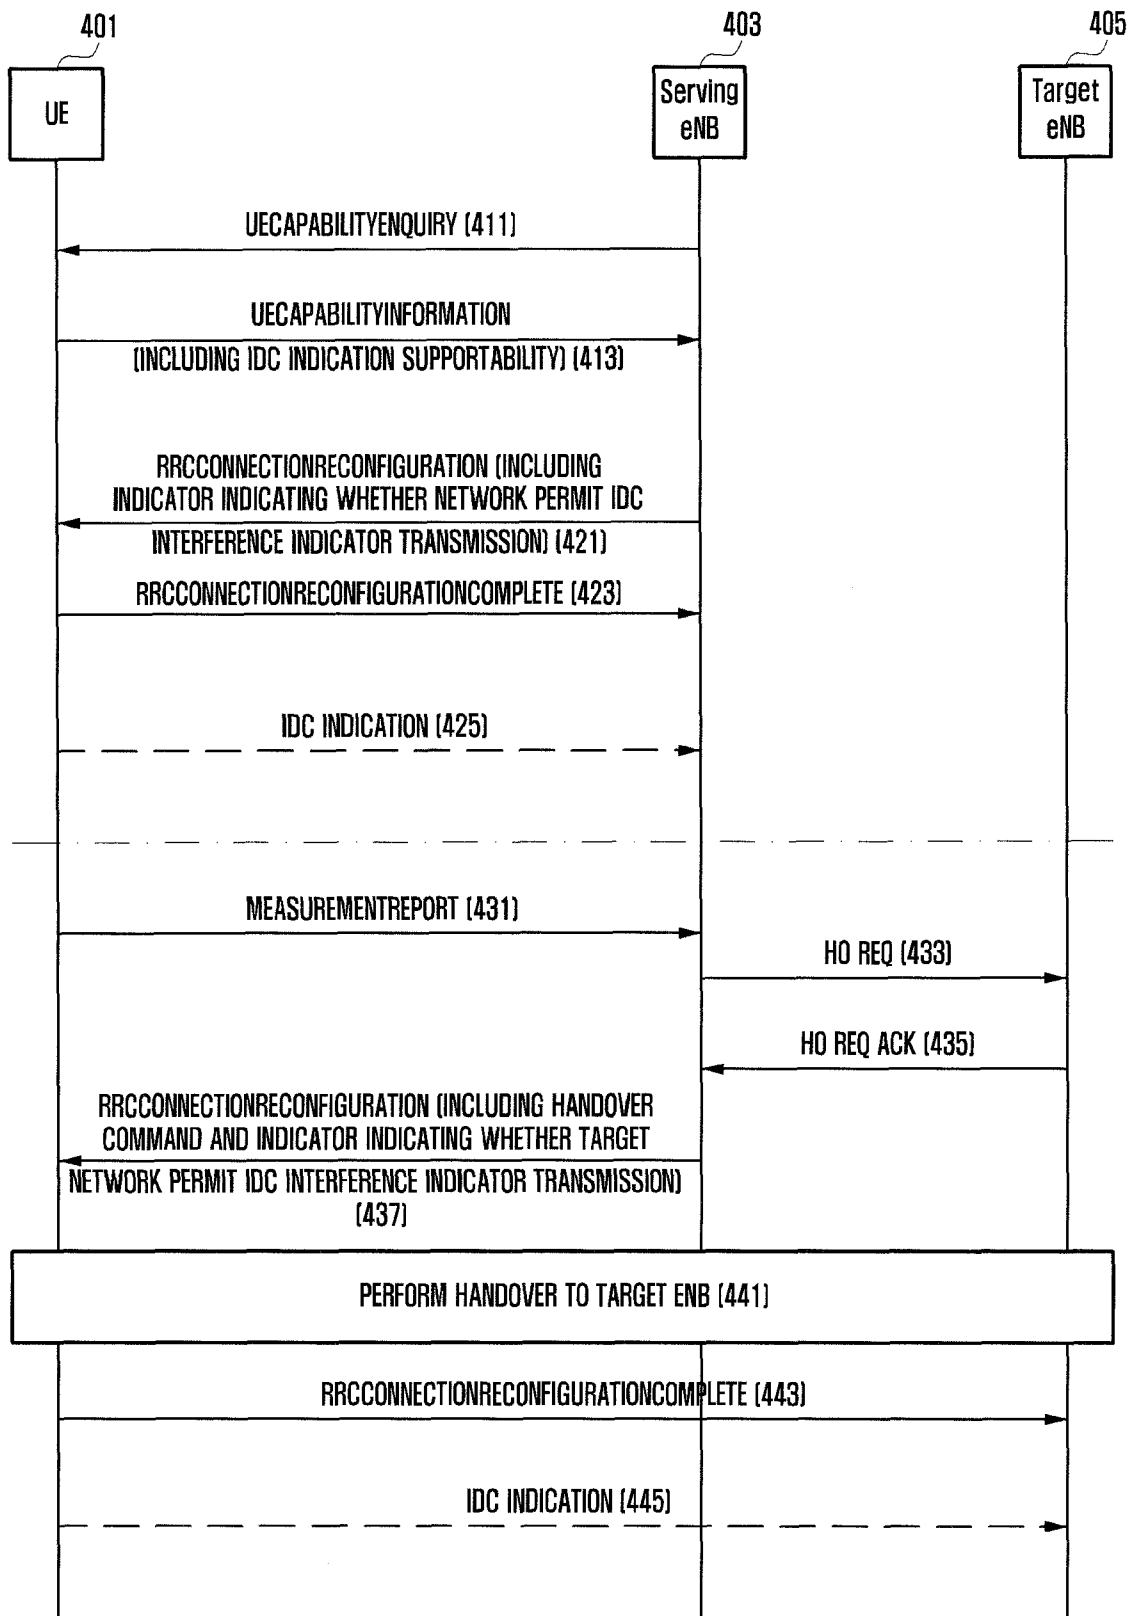 401
403
405
UE
Serving
eNB
Target
eNB
UECAPABILITYENQUIRY (411)
UECAPABILITYINFORMATION
(INCLUDING IDC INDICATION SUPPORTABILITY) (413)
RRCCONNECTIONRECONFIGURATION (INCLUDING
INDICATOR INDICATING WHETHER NETWORK PERMIT IDC
INTERFERENCE INDICATOR TRANSMISSION) (421)
RRCCONNECTIONRECONFIGURATIONCOMPLETE (423)
IDC INDICATION (425)
MEASUREMENTREPORT (431)
HO REQ (433)
HO REQ ACK (435)
RRCCONNECTIONRECONFIGURATION (INCLUDING HANDOVER
COMMAND AND INDICATOR INDICATING WHETHER TARGET
NETWORK PERMIT IDC INTERFERENCE INDICATOR TRANSMISSION)
(437)
PERFORM HANDOVER TO TARGET ENB (441)
RRCCONNECTIONRECONFIGURATIONCOMPLETE (443)
IDC INDICATION (445)